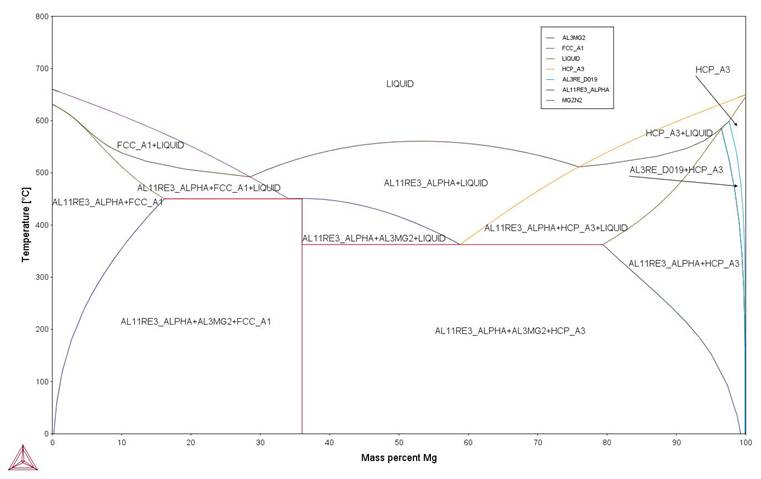 800
700
600
500
400
300
200
100
0
Temperature [°C]
0
10
20
30
40
50
60
70
80
90
100
Mass percent Mg
AL3MG2
FCC_A1
LIQUID
HCP_A3
AL3RE_D019
AL11RE3_ALPHA
MGZN2
LIQUID
HCP_A3
FCC_A1+LIQUID
HCP_A3+LIQUID
AL3RE_D019+HCP_A3
AL11RE3_ALPHA+FCC_A1+LIQUID
AL11RE3_ALPHA+LIQUID
AL11RE3_ALPHA+FCC_A1
AL11RE3_ALPHA+AL3MG2+LIQUID
AL11RE3_ALPHA+HCP_A3+LIQUID
AL11RE3_ALPHA+HCP_A3
AL11RE3_ALPHA+AL3MG2+FCC_A1
AL11RE3_ALPHA+AL3MG2+HCP_A3